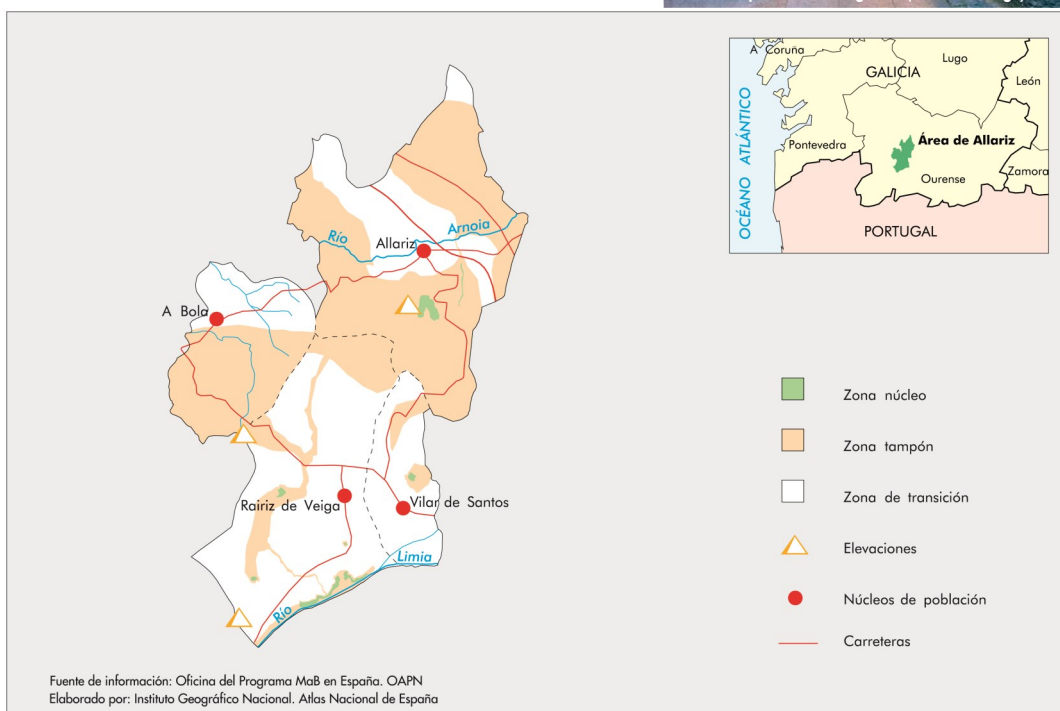 A Coruña
Lugo
GALICIA
León
OCÉANO ATLÁNTICO
Área de Allariz
Pontevedra
Ourense
Zamora
PORTUGAL
Río Arnoia
Allariz
A Bola
Rairiz de Veiga
Vilar de Santos
Río Limia
Zona núcleo
Zona tampón
Zona de transición
Elevaciones
Núcleos de población
Carreteras
Fuente de información: Oficina del Programa MaB en España. OAPN
Elaborado por: Instituto Geográfico Nacional. Atlas Nacional de España